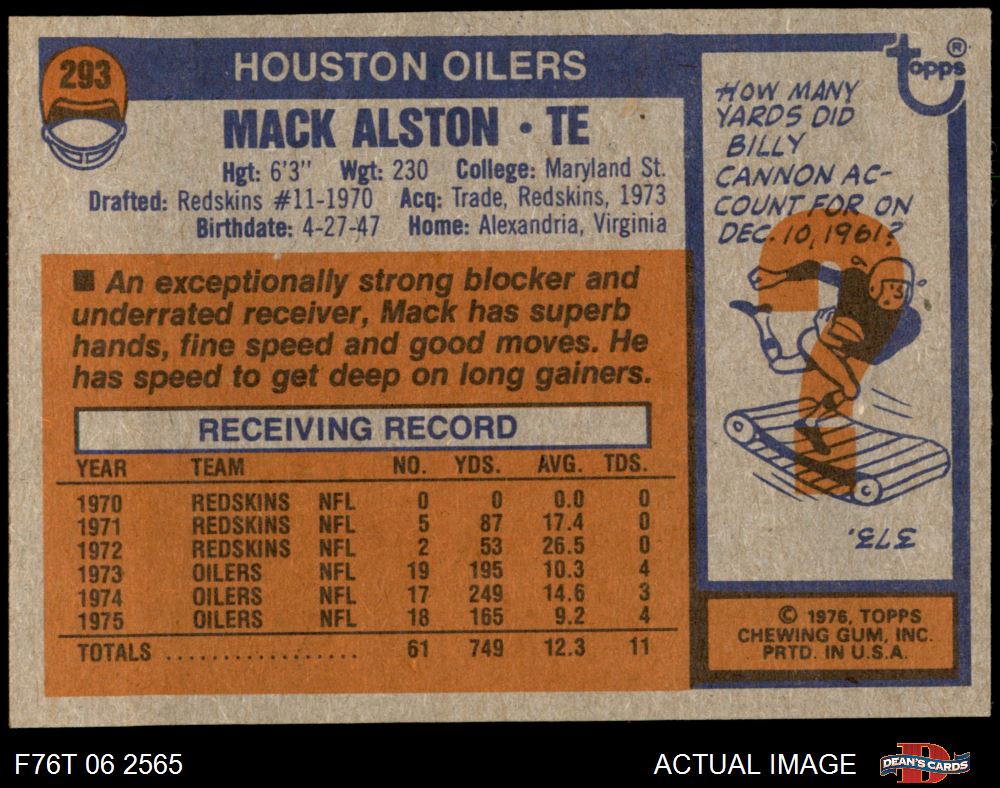 293
HOUSTON OILERS
MACK ALSTON • TE
Hgt: 6'3" Wgt: 230 College: Maryland St.
Drafted: Redskins #11-1970 Acq: Trade, Redskins, 1973
Birthdate: 4-27-47 Home: Alexandria, Virginia
■ An exceptionally strong blocker and
underrated receiver, Mack has superb
hands, fine speed and good moves. He
has speed to get deep on long gainers.
RECEIVING RECORD
YEAR TEAM NO. YDS. AVG. TDS.
1970 REDSKINS NFL 0 0 0.0 0
1971 REDSKINS NFL 5 87 17.4 0
1972 REDSKINS NFL 2 53 26.5 0
1973 OILERS NFL 19 195 10.3 4
1974 OILERS NFL 17 249 14.6 3
1975 OILERS NFL 18 165 9.2 4
TOTALS .................. 61 749 12.3 11
topps ®
HOW MANY
YARDS DID
BILLY
CANNON AC-
COUNT FOR ON
DEC. 10, 1961?
373.
© 1976, TOPPS
CHEWING GUM, INC.
PRTD. IN U.S.A.
F76T 06 2565
ACTUAL IMAGE
D
DEAN'S CARDS